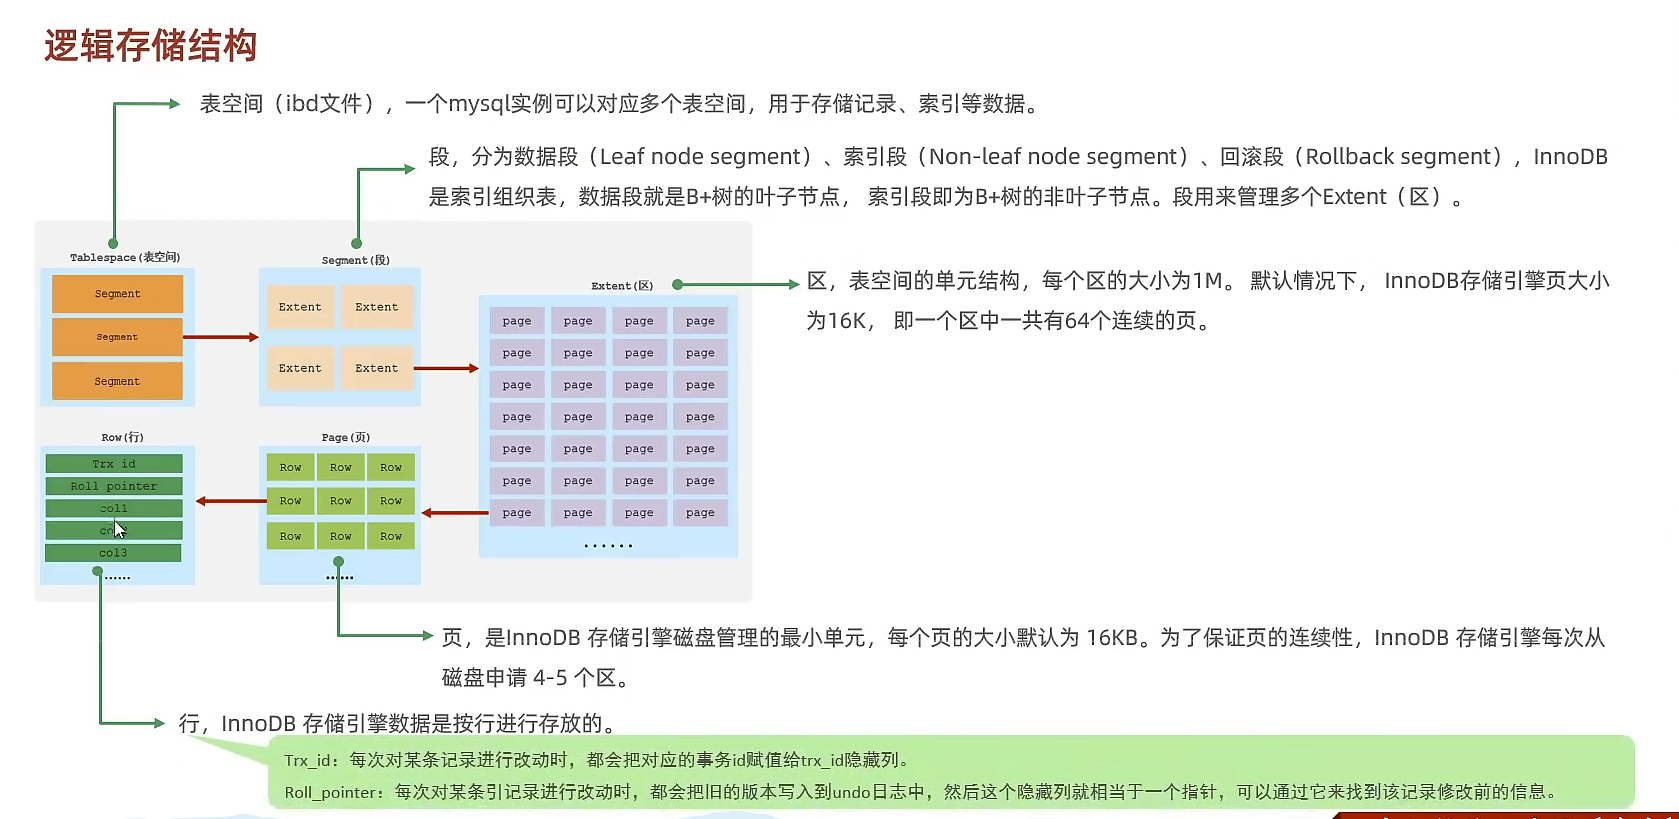 逻辑存储结构
表空间（ibd文件），一个mysql实例可以对应多个表空间，用于存储记录、索引等数据。
段，分为数据段（Leaf node segment）、索引段（Non-leaf node segment）、回滚段（Rollback segment），InnoDB
是索引组织表，数据段就是B+树的叶子节点， 索引段即为B+树的非叶子节点。段用来管理多个Extent（区）。
Tablespace(表空间)
Segment
Segment
Segment
Segment(段)
Extent Extent
Extent Extent
Extent(区)
page page page page
page page page page
page page page page
page page page page
page page page page
page page page page
page page page page
......
区，表空间的单元结构，每个区的大小为1M。 默认情况下， InnoDB存储引擎页大小
为16K， 即一个区中一共有64个连续的页。
Row(行)
Trx id
Roll pointer
col1
col3
......
Page(页)
Row Row Row
Row Row Row
Row Row Row
......
页，是InnoDB 存储引擎磁盘管理的最小单元，每个页的大小默认为 16KB。为了保证页的连续性，InnoDB 存储引擎每次从
磁盘申请 4-5 个区。
行，InnoDB 存储引擎数据是按行进行存放的。
Trx_id：每次对某条记录进行改动时，都会把对应的事务id赋值给trx_id隐藏列。
Roll_pointer：每次对某条引记录进行改动时，都会把旧的版本写入到undo日志中，然后这个隐藏列就相当于一个指针，可以通过它来找到该记录修改前的信息。